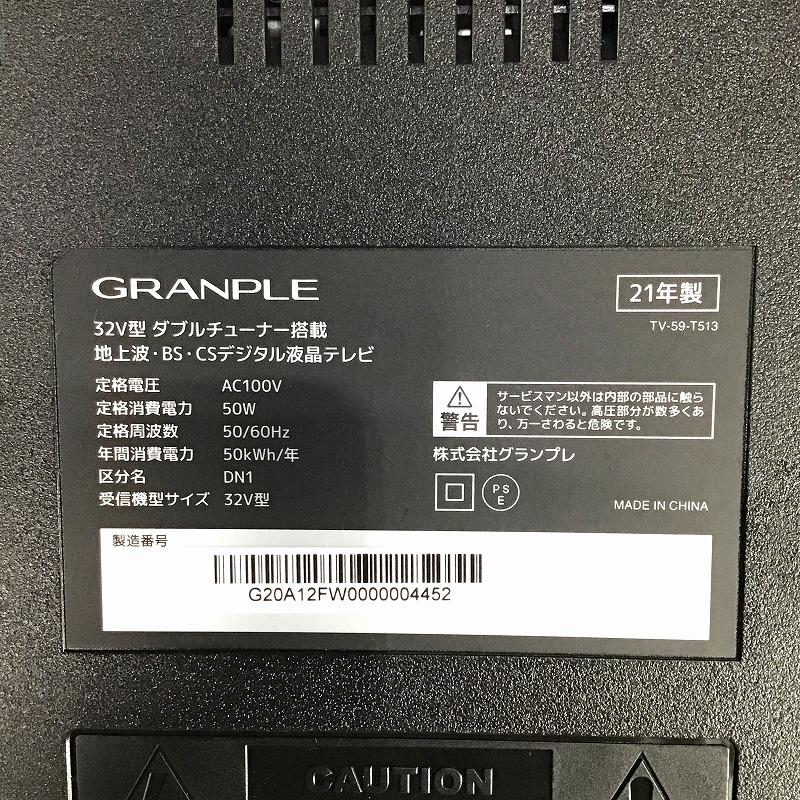 GRANPLE
21年製
TV-59-T513
32V型 ダブルチューナー搭載
地上波・BS・CSデジタル液晶テレビ
定格電圧 AC100V
定格消費電力 50W
定格周波数 50/60Hz
年間消費電力 50kWh/年
区分名 DN1
受信機型サイズ 32V型
警告
サービスマン以外は内部の部品に触ら
ないでください。高圧部分が数多くあ
り、万一さわると危険です。
株式会社グランプレ
PS
E
MADE IN CHINA
製造番号
G20A12FW0000004452
CAUTION